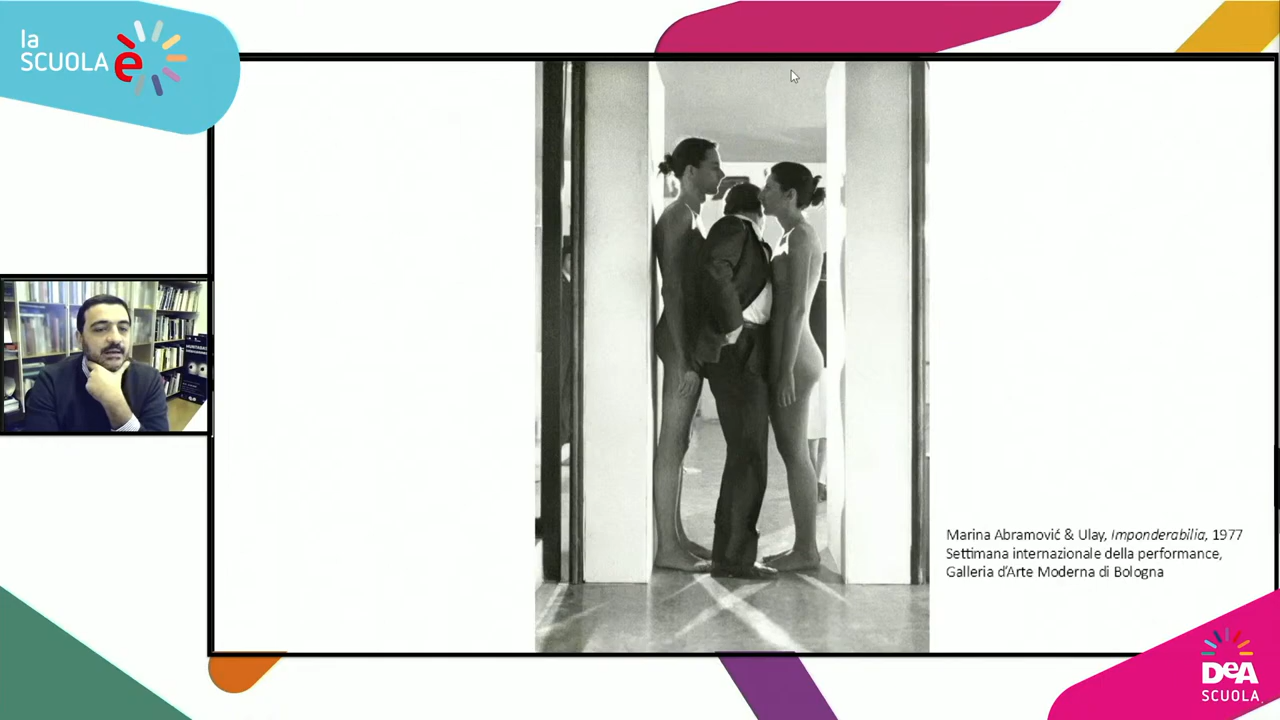 la
SCUOLA è
Marina Abramović & Ulay, Imponderabilia, 1977
Settimana internazionale della performance,
Galleria d'Arte Moderna di Bologna
DeA
SCUOLA.